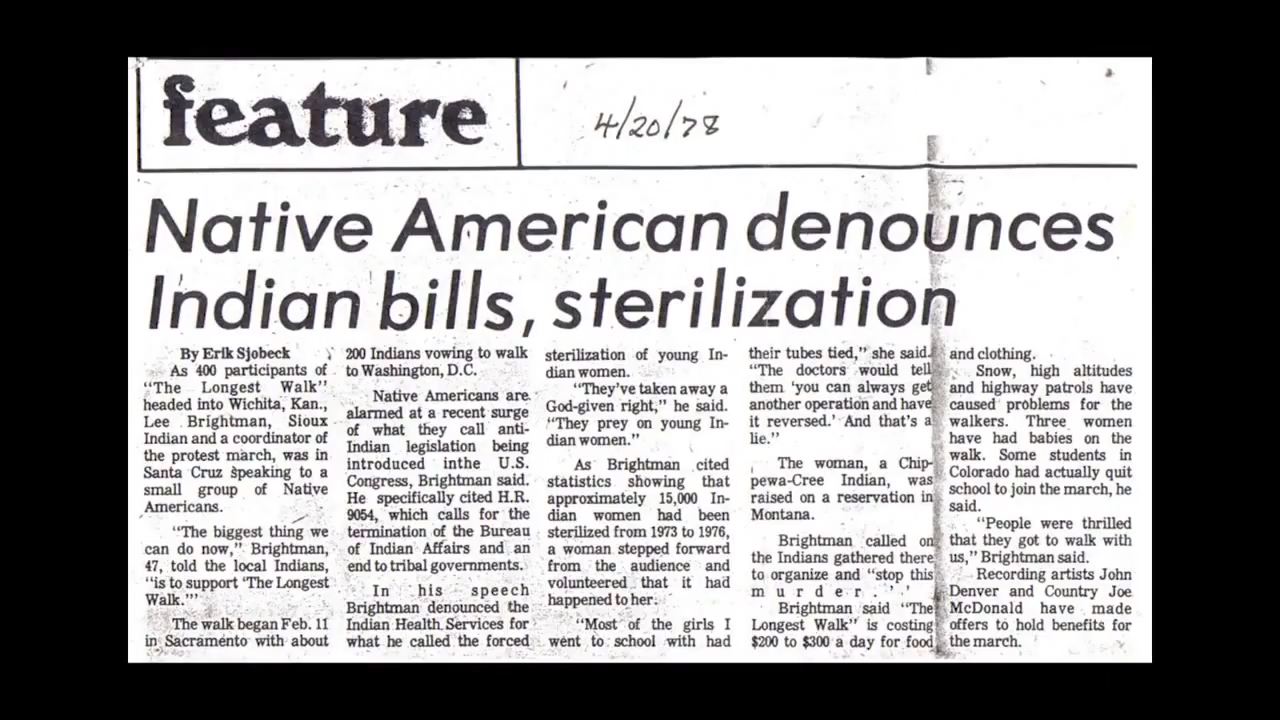 feature
4/20/78
Native American denounces
Indian bills, sterilization
By Erik Sjobeck
As 400 participants of
“The Longest Walk”
headed into Wichita, Kan.,
Lee Brightman, Sioux
Indian and a coordinator of
the protest march, was in
Santa Cruz speaking to a
small group of Native
Americans.
“The biggest thing we
can do now,” Brightman,
47, told the local Indians,
“is to support ‘The Longest
Walk.”’
The walk began Feb. 11
in Sacramento with about
200 Indians vowing to walk
to Washington, D.C.
Native Americans are
alarmed at a recent surge
of what they call anti-
Indian legislation being
introduced inthe U.S.
Congress, Brightman said.
He specifically cited H.R.
9054, which calls for the
termination of the Bureau
of Indian Affairs and an
end to tribal governments.
In his speech
Brightman denounced the
Indian Health Services for
what he called the forced
sterilization of young In-
dian women.
“They’ve taken away a
God-given right,” he said.
“They prey on young In-
dian women.”
As Brightman cited
statistics showing that
approximately 15,000 In-
dian women had been
sterilized from 1973 to 1976,
a woman stepped forward
from the audience and
volunteered that it had
happened to her:
“Most of the girls I
went to school with had
their tubes tied,” she said.
“The doctors would tell
them ‘you can always get
another operation and have
it reversed.’ And that’s a
lie.”
The woman, a Chip-
pewa-Cree Indian, was
raised on a reservation in
Montana.
Brightman called on
the Indians gathered there
to organize and “stop this
murder.’’
Brightman said “The
Longest Walk” is costing
$200 to $300 a day for food
and clothing.
Snow, high altitudes
and highway patrols have
caused problems for the
walkers. Three women
have had babies on the
walk. Some students in
Colorado had actually quit
school to join the march, he
said.
“People were thrilled
that they got to walk with
us,” Brightman said.
Recording artists John
Denver and Country Joe
McDonald have made
offers to hold benefits for
the march.